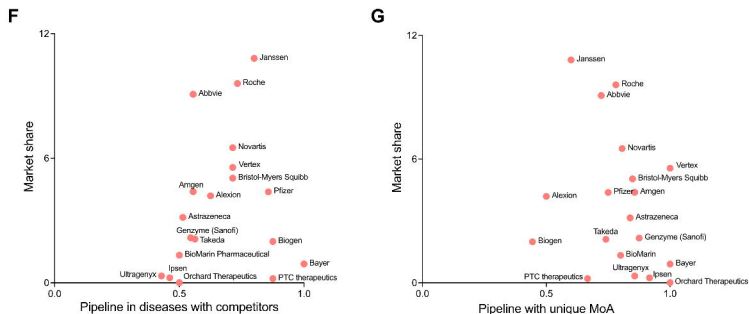 F
12
6
0
Market share
Janssen
Roche
Abbvie
Novartis
Vertex
Bristol-Myers Squibb
Amgen
Alexion
Pfizer
Astrazeneca
Genzyme (Sanofi)
Takeda
Biogen
BioMarin Pharmaceutical
Bayer
Ultragenyx
Ipsen
Orchard Therapeutics
PTC therapeutics
0.0
0.5
1.0
Pipeline in diseases with competitors
G
12
6
0
Market share
Janssen
Roche
Abbvie
Novartis
Vertex
Bristol-Myers Squibb
Pfizer
Amgen
Alexion
Astrazeneca
Takeda
Genzyme (Sanofi)
Biogen
BioMarin
Bayer
Ultragenyx
PTC therapeutics
Ipsen
Orchard Therapeutics
0.0
0.5
1.0
Pipeline with unique MoA